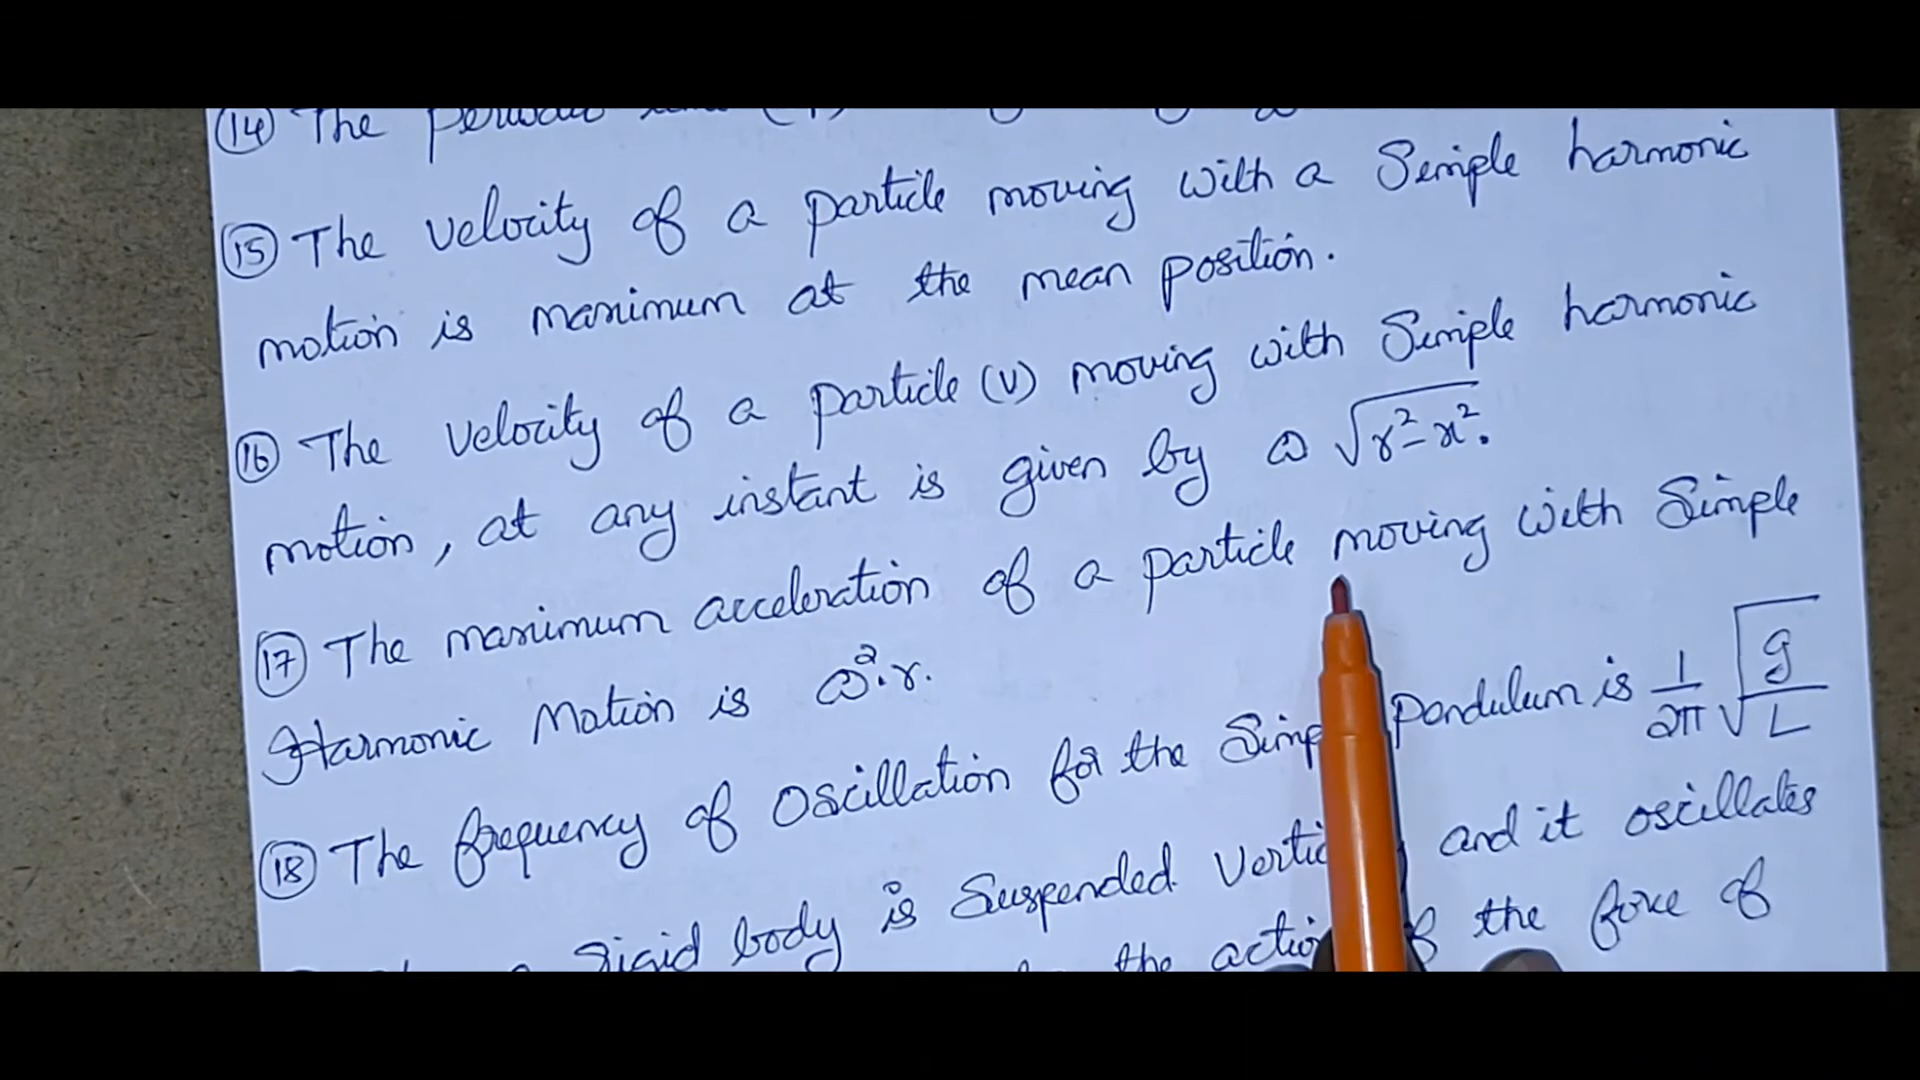 (14) The
(15) The velocity of a particle moving with a Simple harmonic
motion is maximum at the mean position.
(16) The velocity of a particle (v) moving with Simple harmonic
motion, at any instant is given by ω √r²-x².
(17) The maximum acceleration of a particle moving with Simple
Harmonic Motion is ω².r.
(18) The frequency of Oscillation for the Simp pendulum is 1/2π √g/L
rigid body is Suspended Vertic and it oscillates
the action of the force of